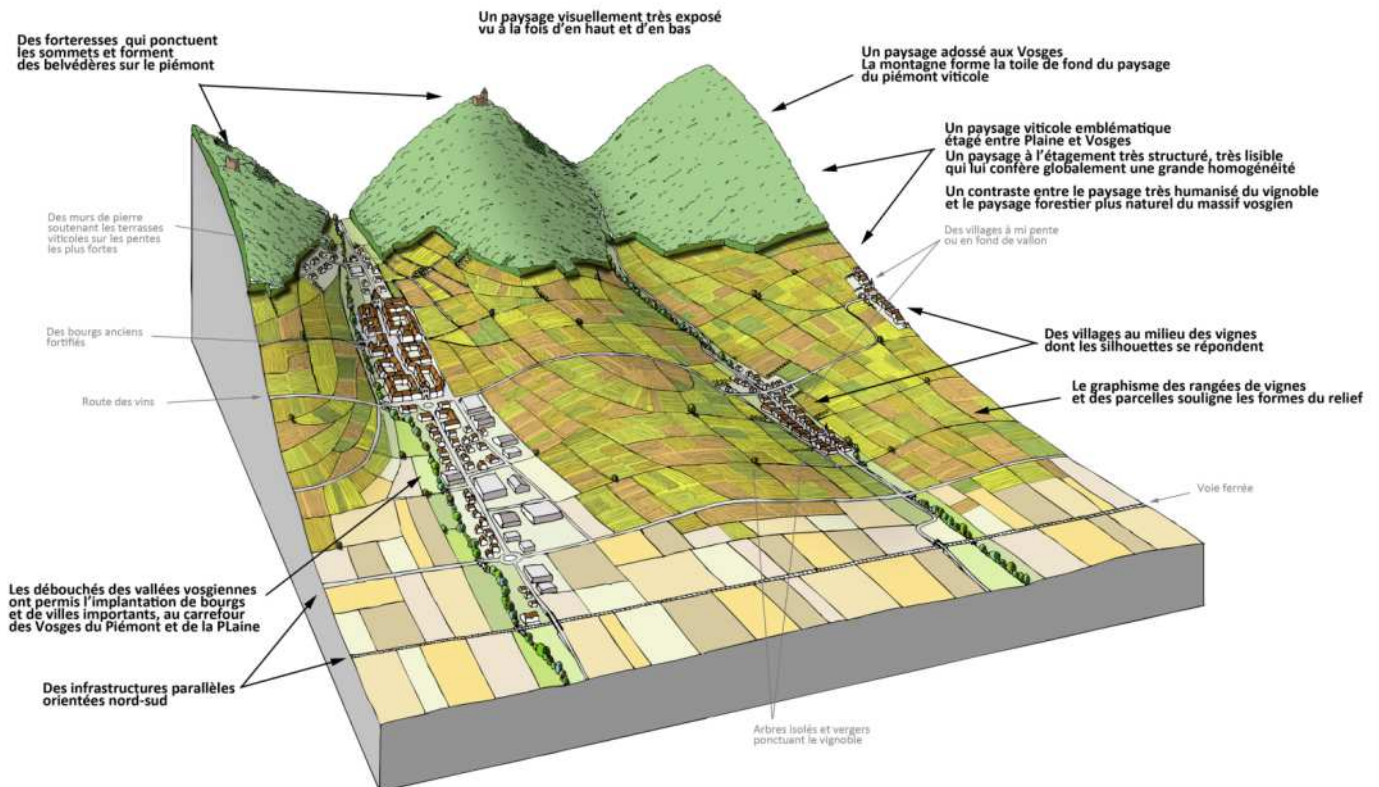 Un paysage visuellement très exposé
vu à la fois d'en haut et d'en bas
Des forteresses qui ponctuent
les sommets et forment
des belvédères sur le piémont
Un paysage adossé aux Vosges
La montagne forme la toile de fond du paysage
du piémont viticole
Un paysage viticole emblématique
étagé entre Plaine et Vosges
Un paysage à l'étagement très structuré, très lisible
qui lui confère globalement une grande homogénéité
Un contraste entre le paysage très humanisé du vignoble
et le paysage forestier plus naturel du massif vosgien
Des murs de pierre
soutenant les terrasses
viticoles sur les pentes
les plus fortes
Des villages à mi pente
ou en fond de vallon
Des bourgs anciens
fortifiés
Des villages au milieu des vignes
dont les silhouettes se répondent
Route des vins
Le graphisme des rangées de vignes
et des parcelles souligne les formes du relief
Voie ferrée
Les débouchés des vallées vosgiennes
ont permis l'implantation de bourgs
et de villes importants, au carrefour
des Vosges du Piémont et de la PLaine
Des infrastructures parallèles
orientées nord-sud
Arbres isolés et vergers
ponctuant le vignoble